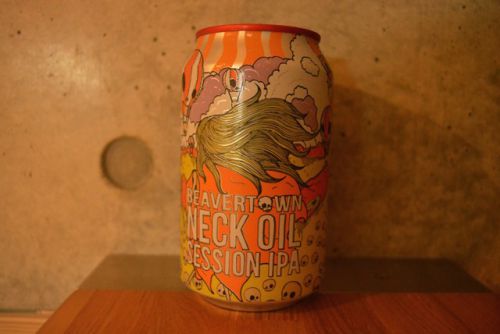 BEAVERTOWN
NECK OIL
SESSION IPA